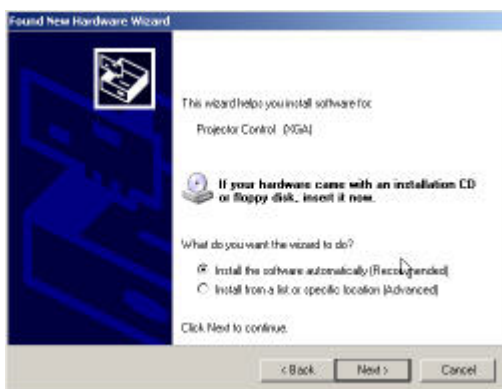 Found New Hardware Wizard
This wizard helps you install software for:
Projector Control (XGA)
If your hardware came with an installation CD
or floppy disk, insert it now.
What do you want the wizard to do?
Install the software automatically (Recommended)
Install from a list or specific location (Advanced)
Click Next to continue.
< Back
Next >
Cancel